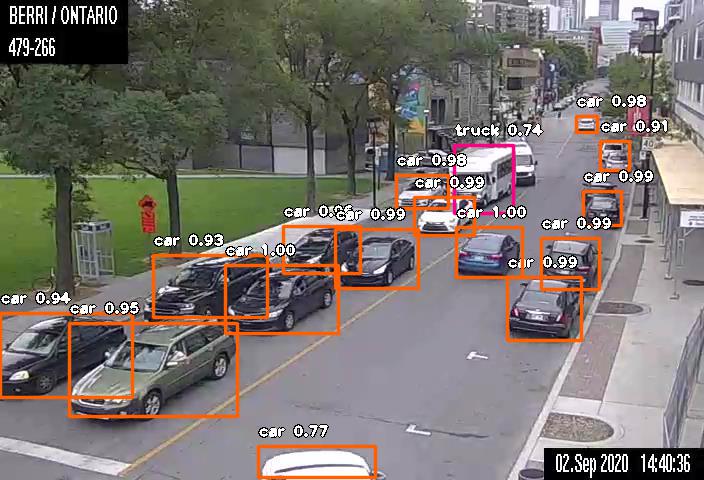 BERRI / ONTARIO
479-266
car 0.98
truck 0.74
car 0.91
car 0.98
car 0.99
car 0.99
car 0.99
car 1.00
car 0.99
car 0.96
car 0.99
car 0.93
car 1.00
car 0.99
car 0.94
car 0.95
car 0.77
40
02.Sep 2020 14:40:36